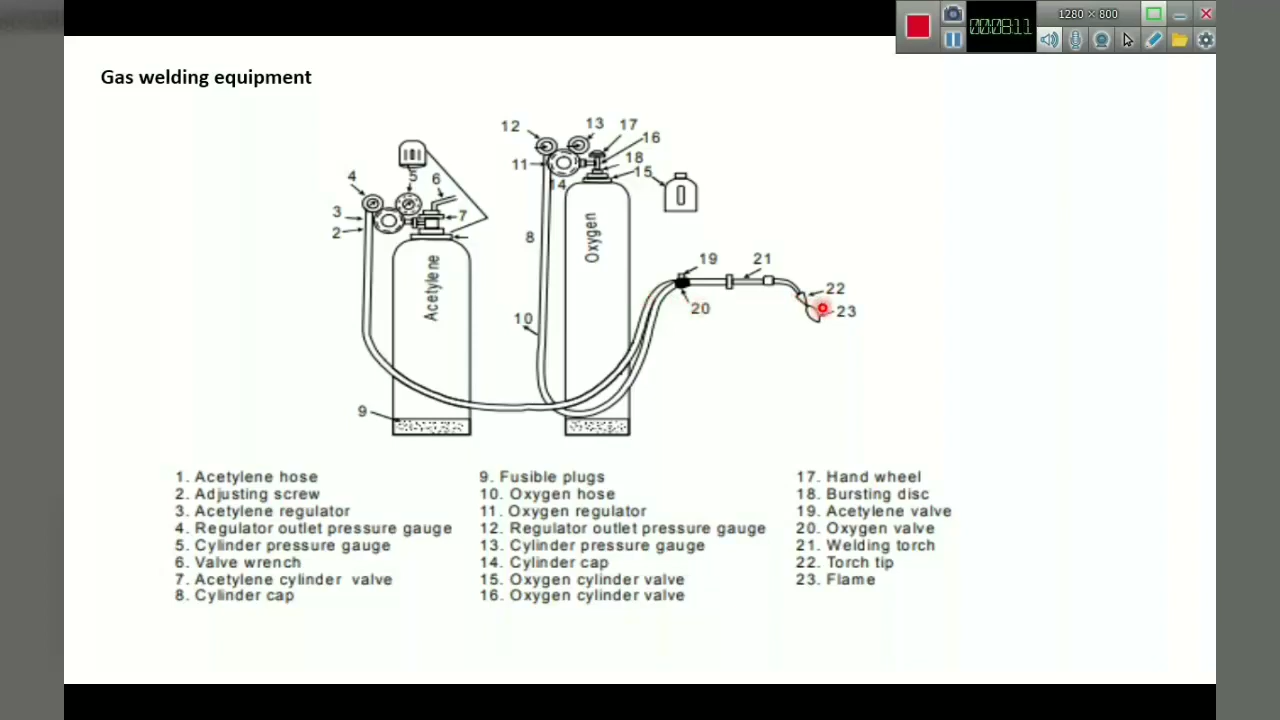 1280 × 800
00:08:11
Gas welding equipment
12
13
17
16
11
18
14
15
4
5
6
3
7
2
8
Oxygen
Acetylene
19
21
22
20
23
10
9
1. Acetylene hose
2. Adjusting screw
3. Acetylene regulator
4. Regulator outlet pressure gauge
5. Cylinder pressure gauge
6. Valve wrench
7. Acetylene cylinder valve
8. Cylinder cap
9. Fusible plugs
10. Oxygen hose
11. Oxygen regulator
12. Regulator outlet pressure gauge
13. Cylinder pressure gauge
14. Cylinder cap
15. Oxygen cylinder valve
16. Oxygen cylinder valve
17. Hand wheel
18. Bursting disc
19. Acetylene valve
20. Oxygen valve
21. Welding torch
22. Torch tip
23. Flame